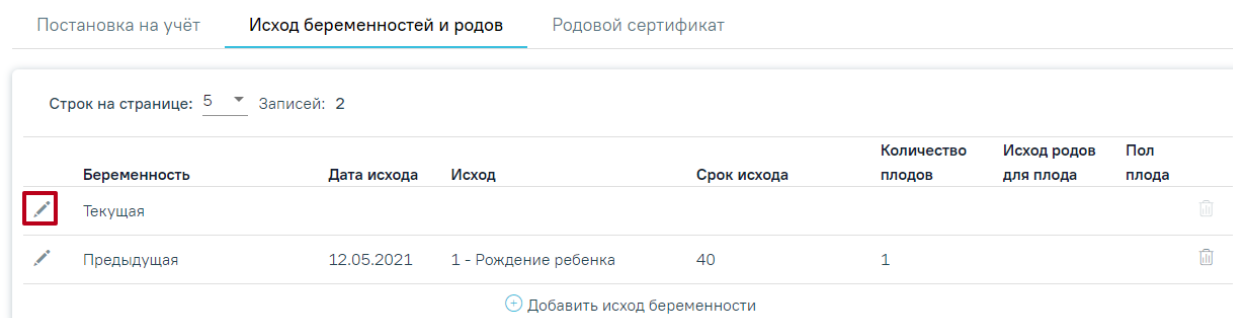 Постановка на учёт Исход беременностей и родов Родовой сертификат
Строк на странице: 5 Записей: 2
Беременность Дата исхода Исход Срок исхода Количество плодов Исход родов для плода Пол плода
Текущая
Предыдущая 12.05.2021 1 - Рождение ребенка 40 1
Добавить исход беременности